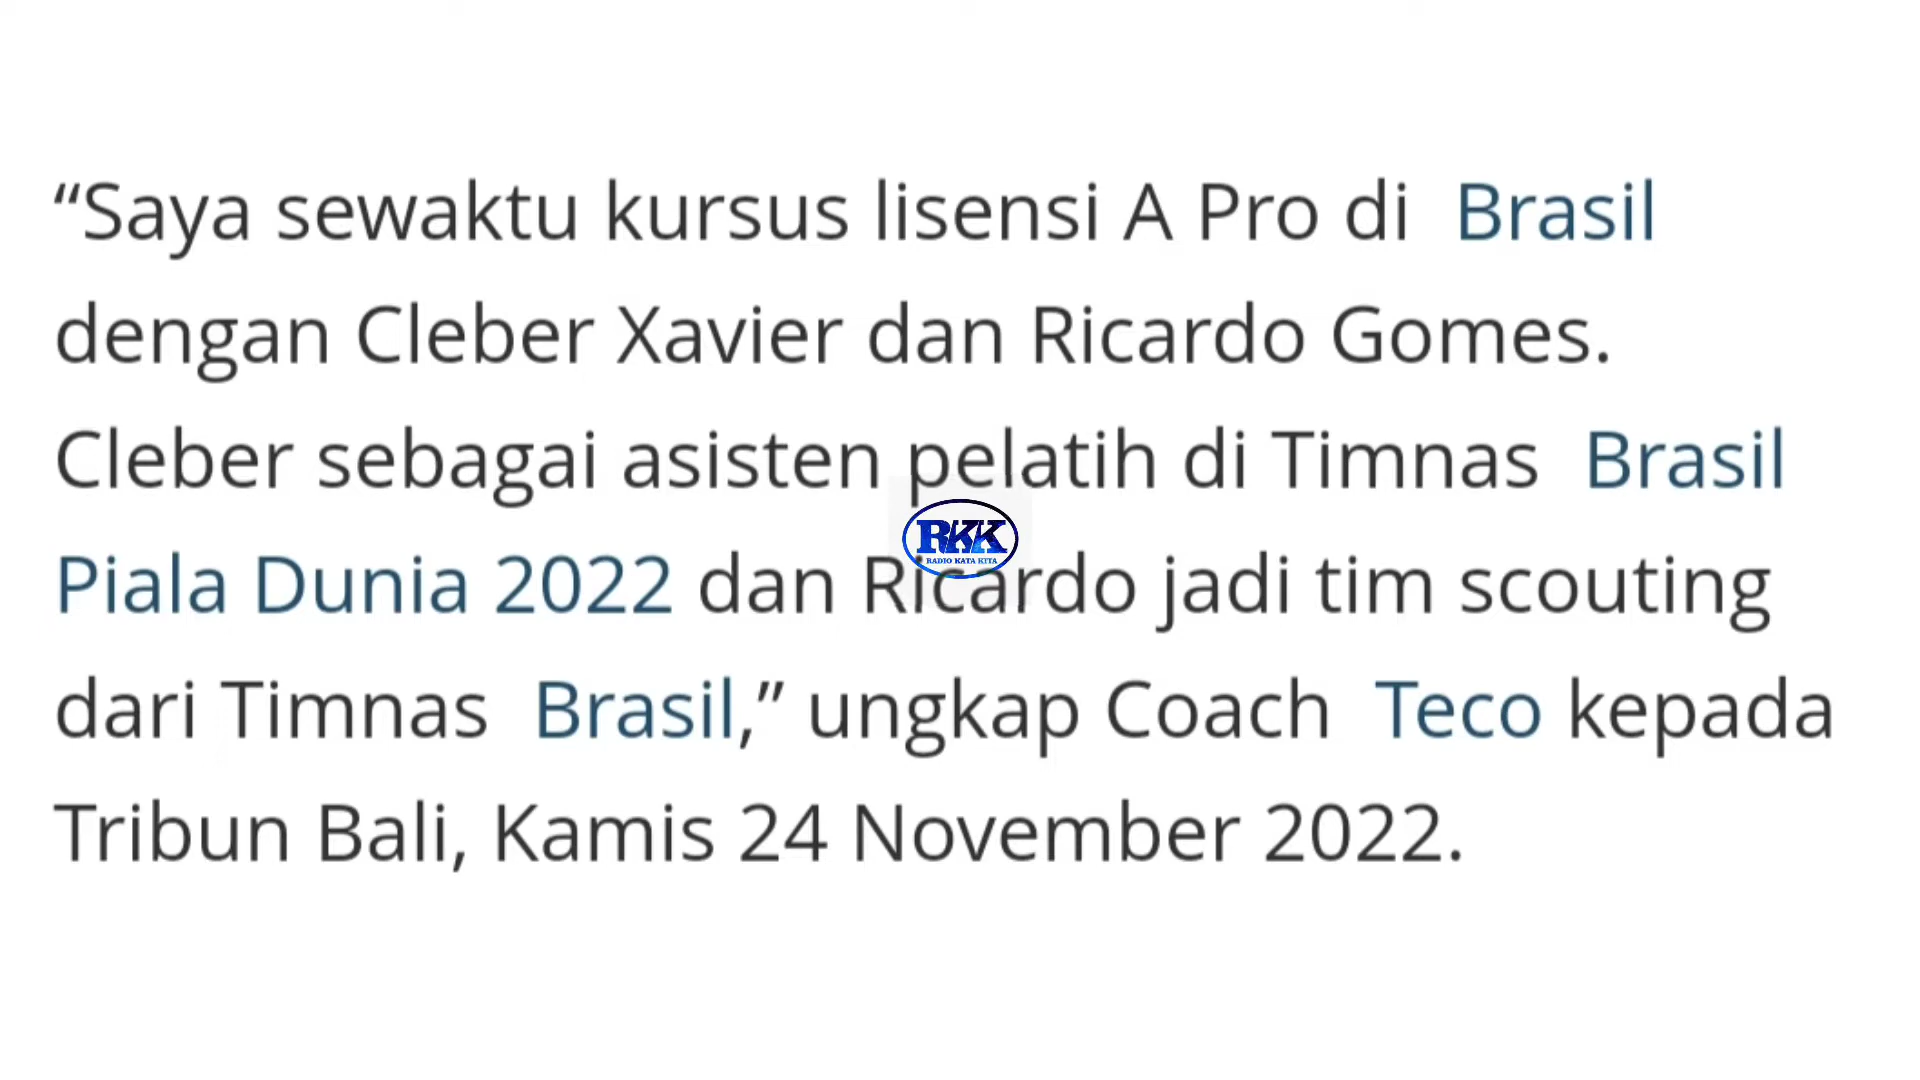 “Saya sewaktu kursus lisensi A Pro di Brasil
dengan Cleber Xavier dan Ricardo Gomes.
Cleber sebagai asisten pelatih di Timnas Brasil
RKK
RADIO KATA KITA
Piala Dunia 2022 dan Ricardo jadi tim scouting
dari Timnas Brasil,” ungkap Coach Teco kepada
Tribun Bali, Kamis 24 November 2022.